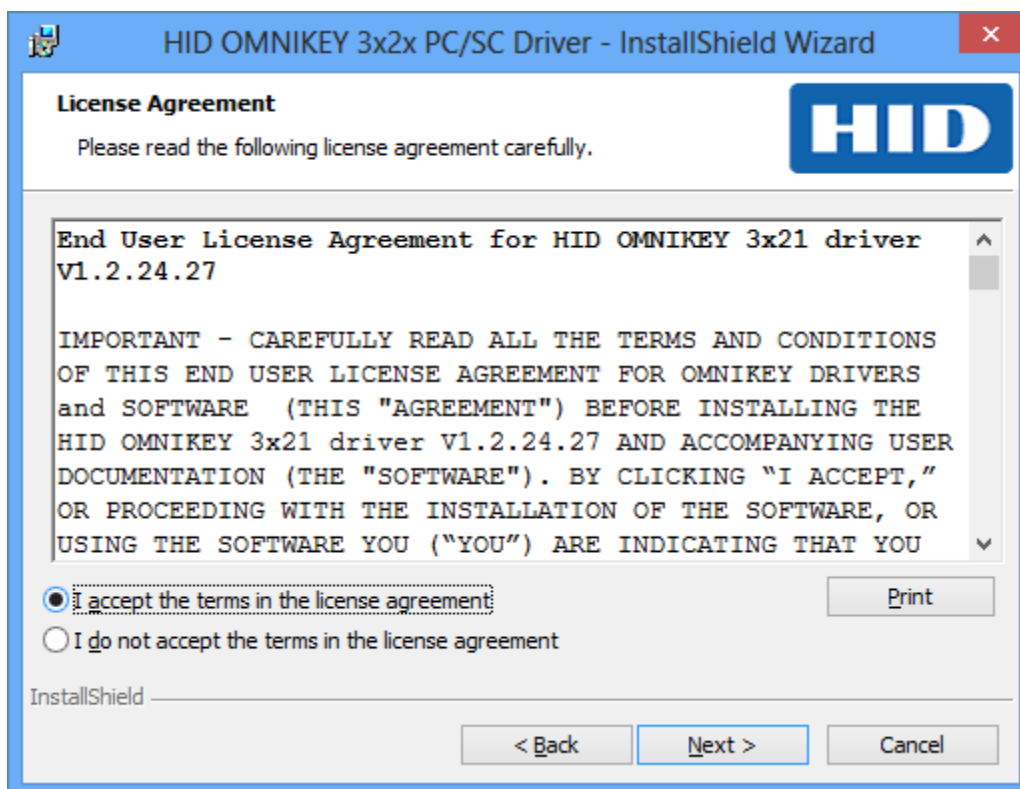 HID OMNIKEY 3x2x PC/SC Driver - InstallShield Wizard
License Agreement
Please read the following license agreement carefully.
HID
End User License Agreement for HID OMNIKEY 3x21 driver
V1.2.24.27
IMPORTANT - CAREFULLY READ ALL THE TERMS AND CONDITIONS
OF THIS END USER LICENSE AGREEMENT FOR OMNIKEY DRIVERS
and SOFTWARE  (THIS "AGREEMENT") BEFORE INSTALLING THE
HID OMNIKEY 3x21 driver V1.2.24.27 AND ACCOMPANYING USER
DOCUMENTATION (THE "SOFTWARE"). BY CLICKING “I ACCEPT,”
OR PROCEEDING WITH THE INSTALLATION OF THE SOFTWARE, OR
USING THE SOFTWARE YOU (“YOU”) ARE INDICATING THAT YOU
I accept the terms in the license agreement
Print
I do not accept the terms in the license agreement
InstallShield
< Back
Next >
Cancel